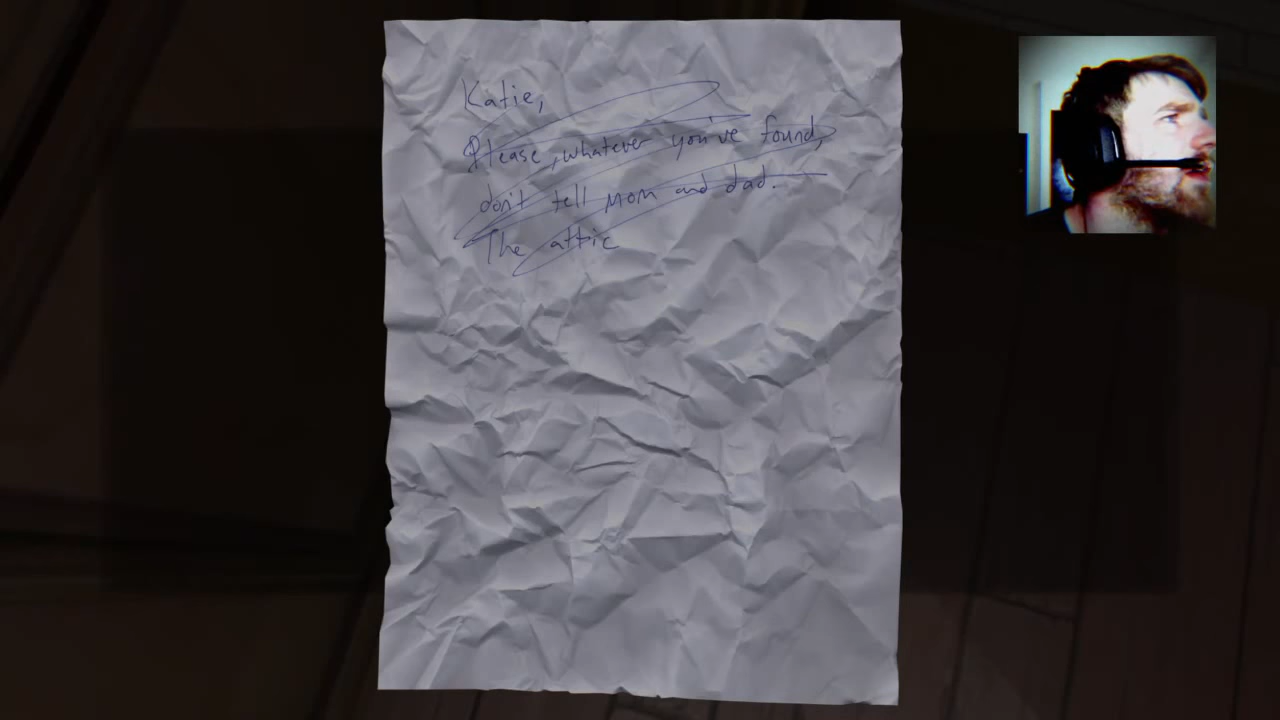 Katie,
Please, whatever you've found,
don't tell Mom and dad.
The attic